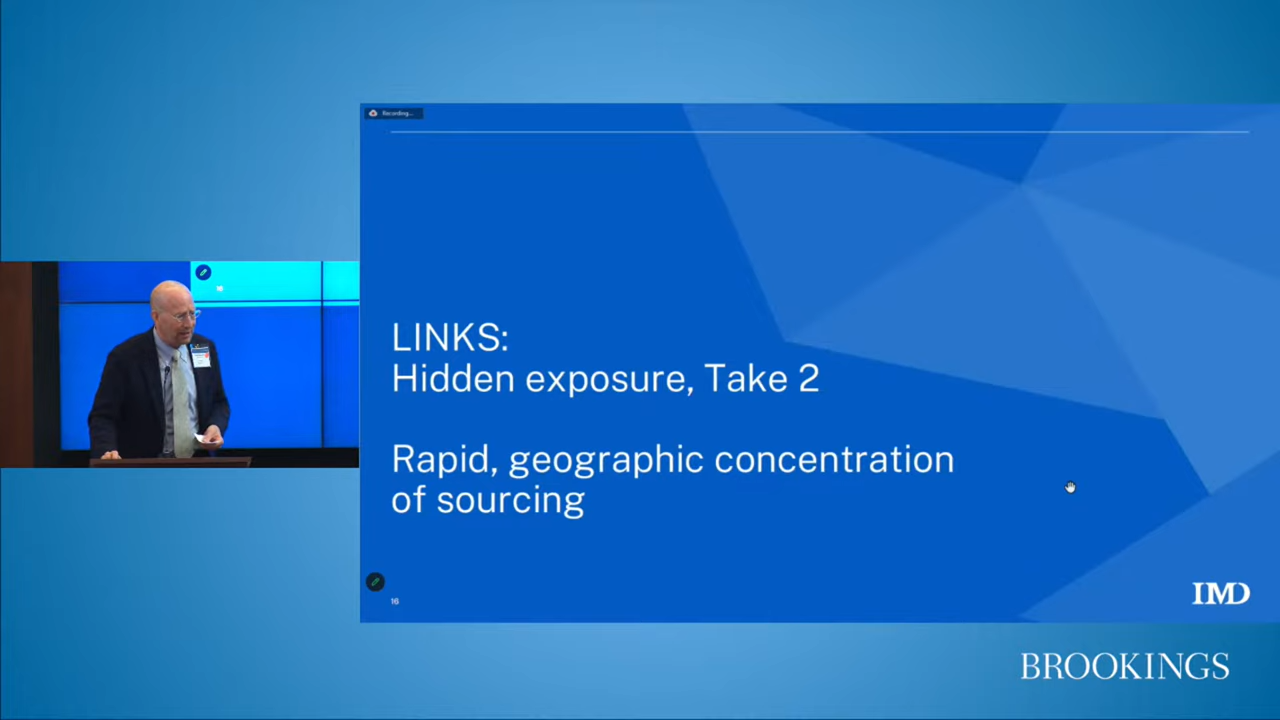 Recording...
LINKS:
Hidden exposure, Take 2
Rapid, geographic concentration
of sourcing
16
IMD
BROOKINGS